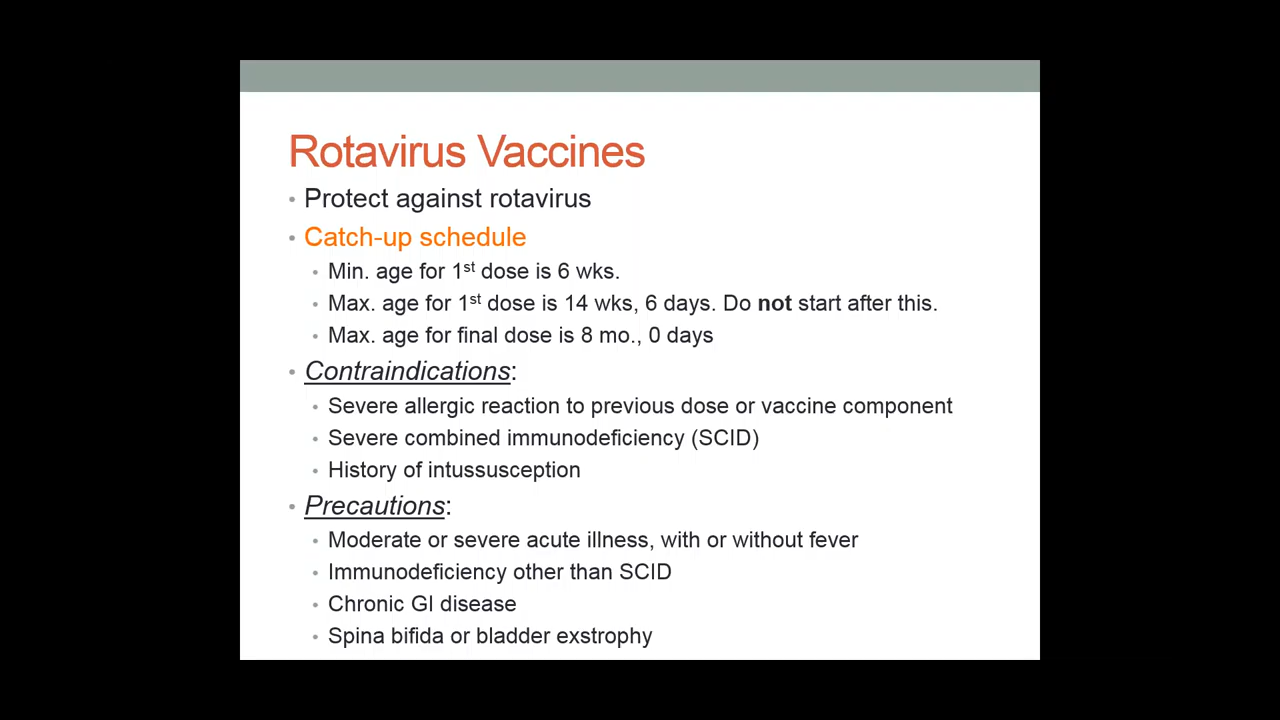 Rotavirus Vaccines
• Protect against rotavirus
• Catch-up schedule
• Min. age for 1st dose is 6 wks.
• Max. age for 1st dose is 14 wks, 6 days. Do not start after this.
• Max. age for final dose is 8 mo., 0 days
• Contraindications:
• Severe allergic reaction to previous dose or vaccine component
• Severe combined immunodeficiency (SCID)
• History of intussusception
• Precautions:
• Moderate or severe acute illness, with or without fever
• Immunodeficiency other than SCID
• Chronic GI disease
• Spina bifida or bladder exstrophy